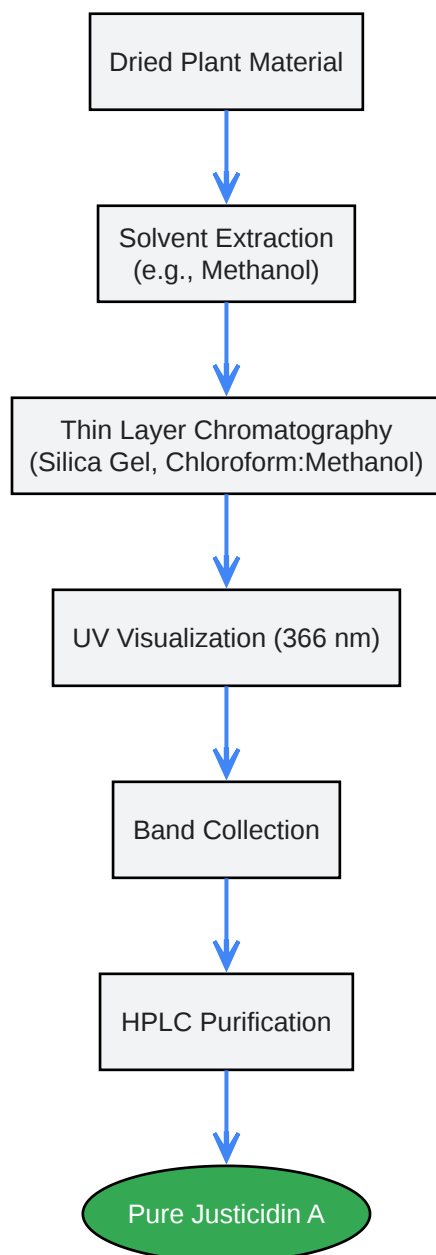 Dried Plant Material
Solvent Extraction
(e.g., Methanol)
Thin Layer Chromatography
(Silica Gel, Chloroform:Methanol)
UV Visualization (366 nm)
Band Collection
HPLC Purification
Pure Justicidin A